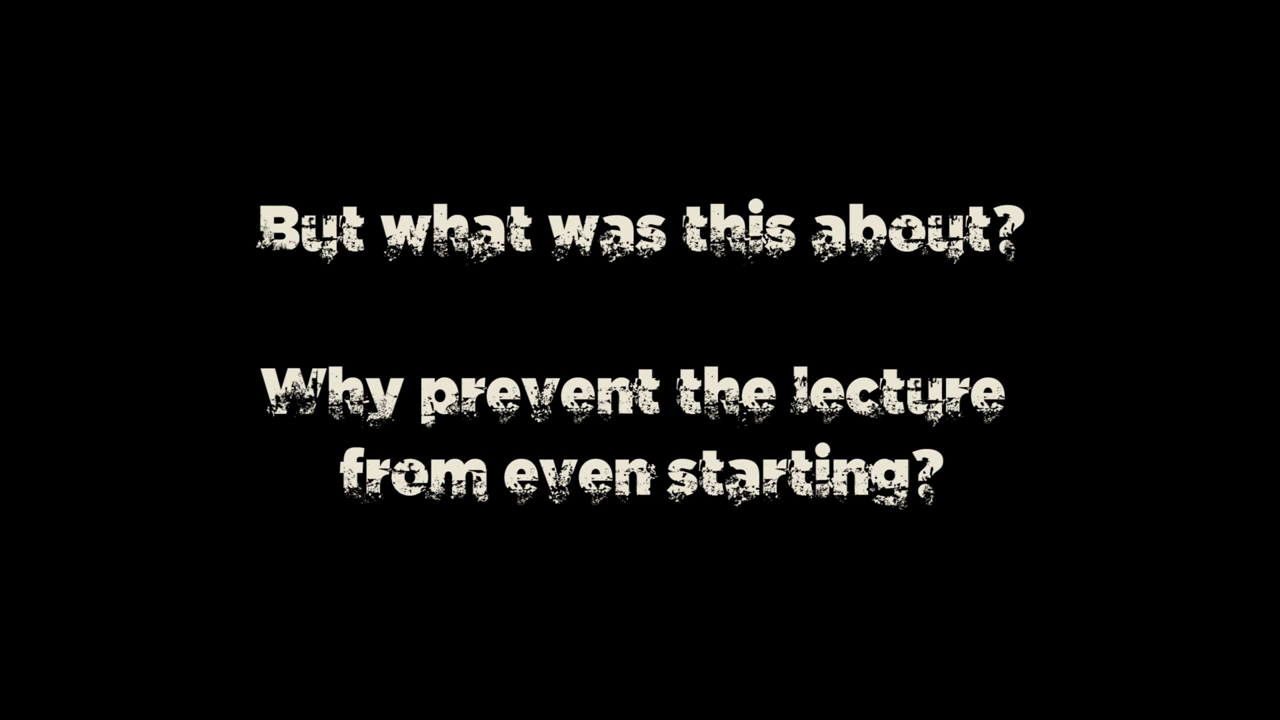 But what was this about?
Why prevent the lecture
from even starting?